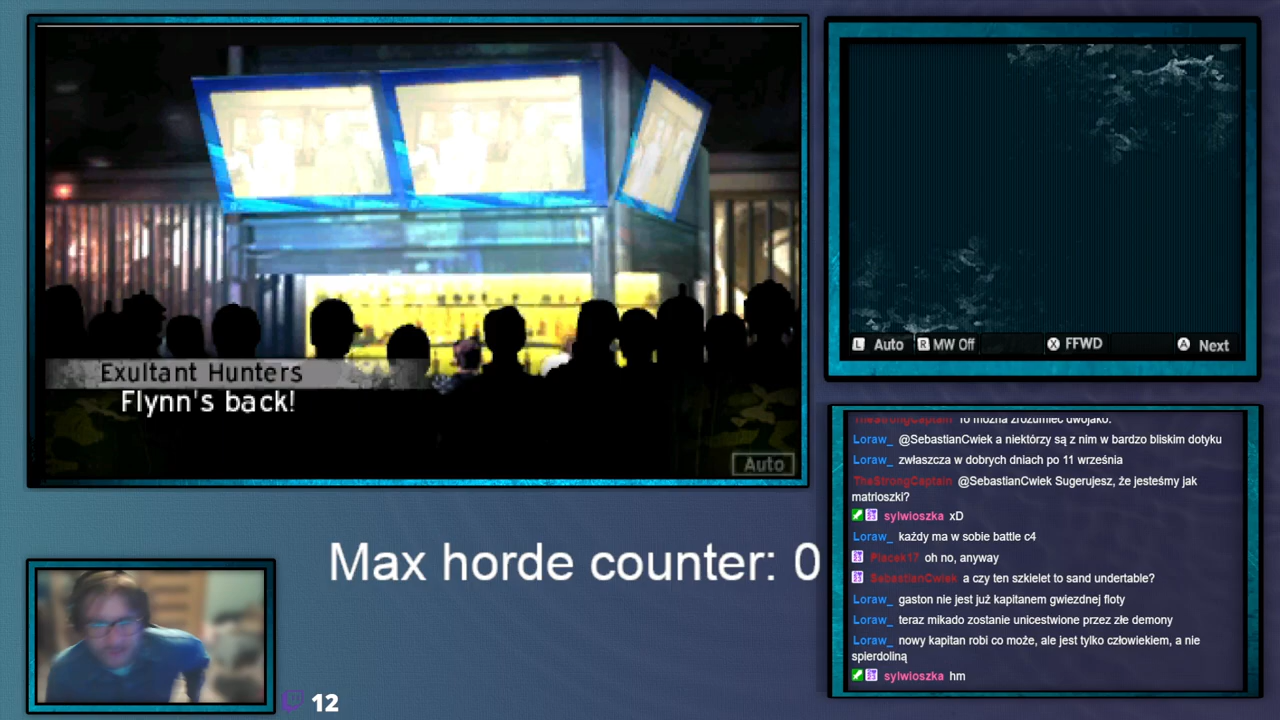 Exultant Hunters
Flynn's back!
Auto
L Auto R MW Off X FFWD A Next
Max horde counter: 0
12
TheStrongCaptain To można zrozumieć dwojako.
Loraw_ @SebastianCwiek a niektórzy są z nim w bardzo bliskim dotyku
Loraw_ zwłaszcza w dobrych dniach po 11 września
TheStrongCaptain @SebastianCwiek Sugerujesz, że jesteśmy jak
matrioszki?
sylwioszka xD
Loraw_ każdy ma w sobie battle c4
Placek17 oh no, anyway
SebastianCwiek a czy ten szkielet to sand undertable?
Loraw_ gaston nie jest już kapitanem gwiezdnej floty
Loraw_ teraz mikado zostanie unicestwione przez złe demony
Loraw_ nowy kapitan robi co może, ale jest tylko człowiekiem, a nie
spierdoliną
sylwioszka hm